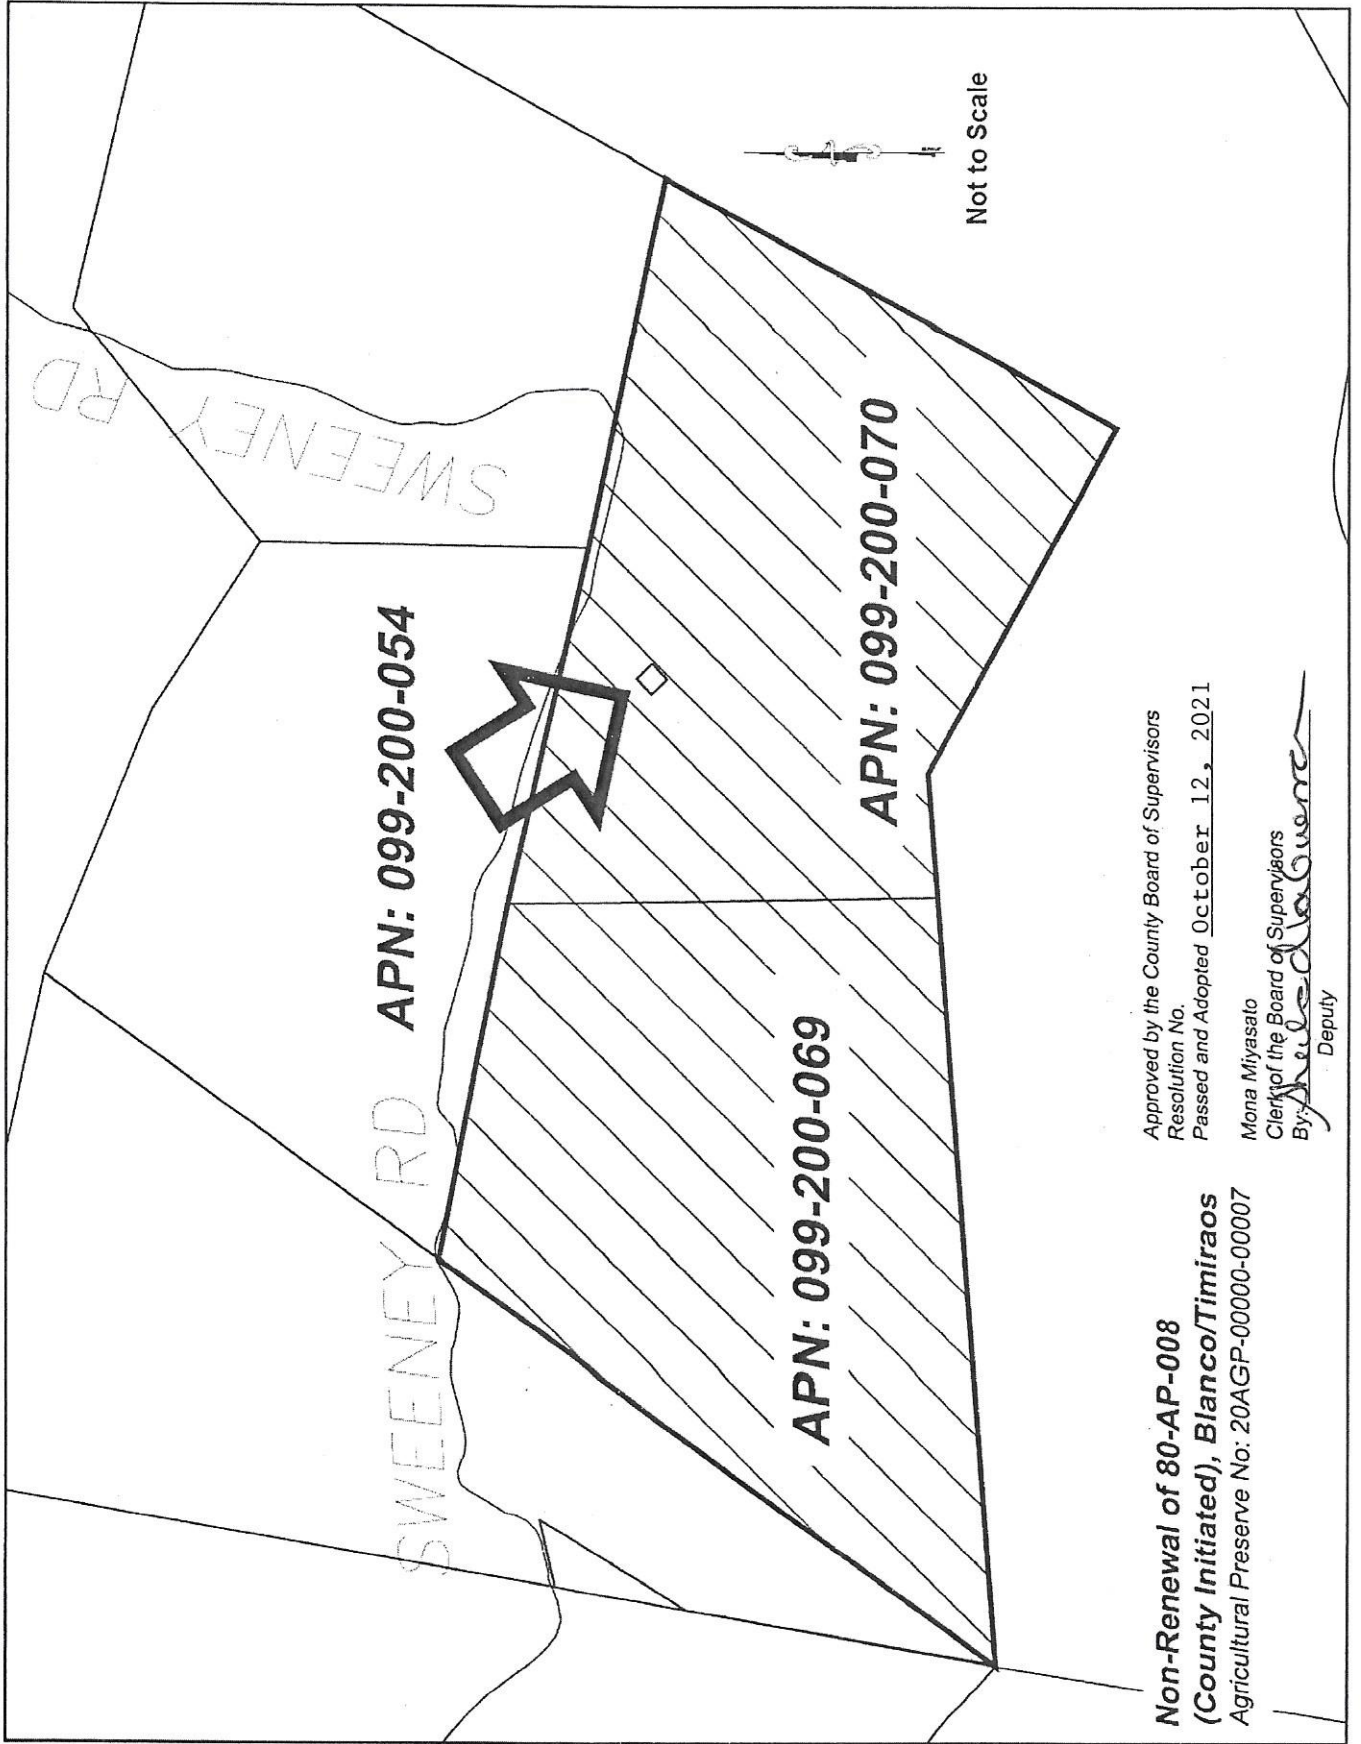 SWEENEY RD
APN: 099-200-054
SWEENEY RD
APN: 099-200-069
APN: 099-200-070
Not to Scale
Non-Renewal of 80-AP-008
(County Initiated), Blanco/Timiraos
Agricultural Preserve No: 20AGP-00000-00007
Approved by the County Board of Supervisors
Resolution No.
Passed and Adopted October 12, 2021
Mona Miyasato
Clerk of the Board of Supervisors
By:
Deputy